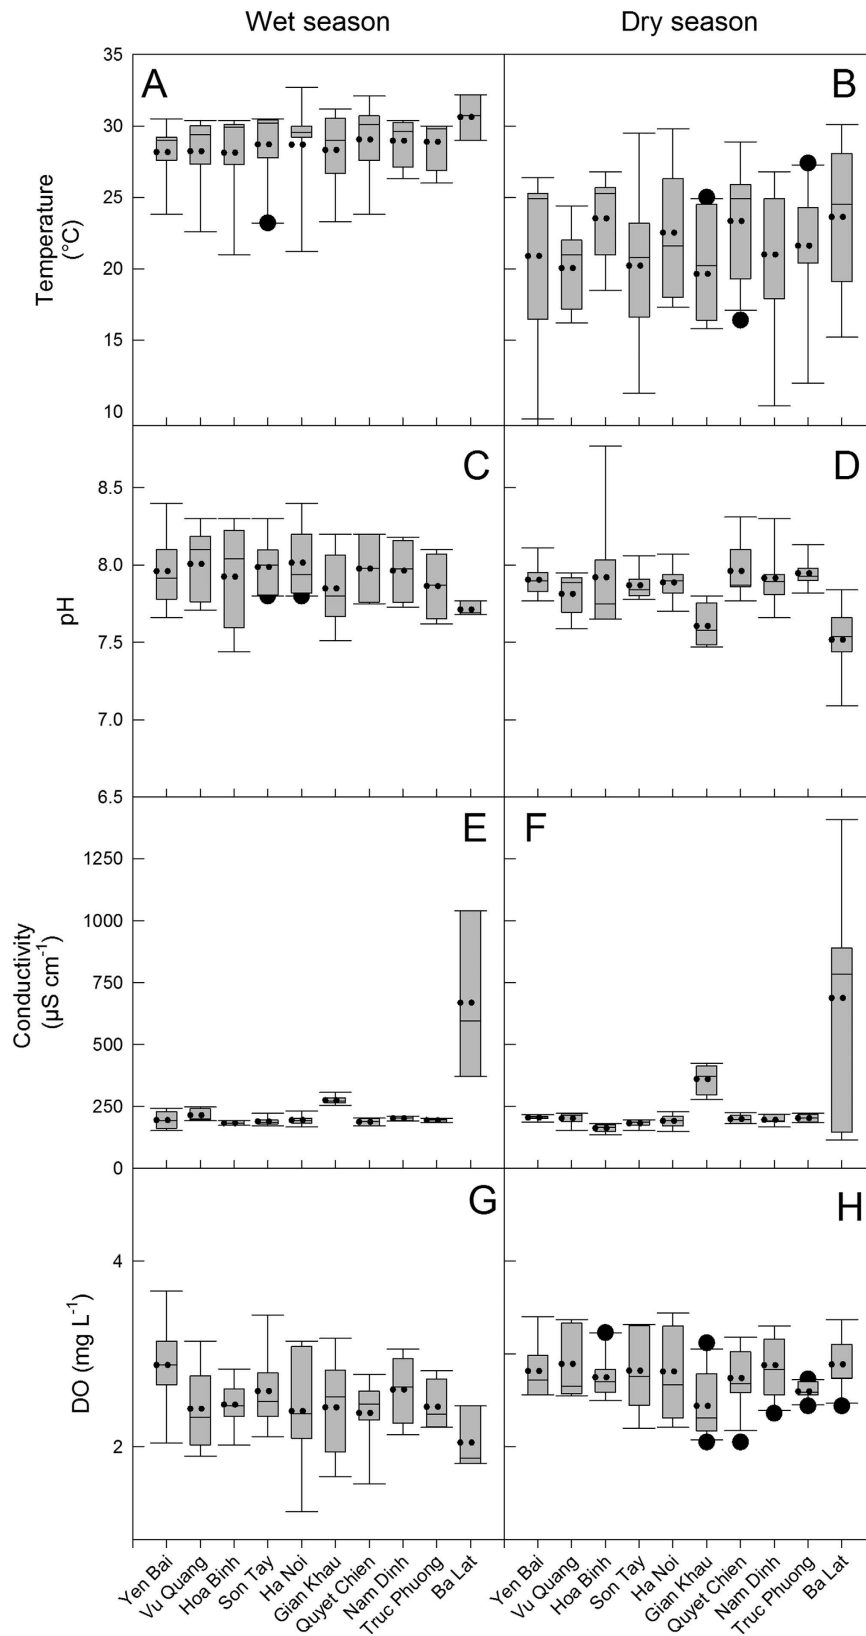 Wet season
Dry season
A
B
Temperature
(°C)
35
30
25
20
15
10
C
D
pH
8.5
8.0
7.5
7.0
6.5
E
F
Conductivity
(µS cm⁻¹)
1250
1000
750
500
250
0
G
H
DO (mg L⁻¹)
4
2
Yen Bai
Vu Quang
Hoa Binh
Son Tay
Ha Noi
Gian Khau
Quyet Chien
Nam Dinh
Truc Phuong
Ba Lat
Yen Bai
Vu Quang
Hoa Binh
Son Tay
Ha Noi
Gian Khau
Quyet Chien
Nam Dinh
Truc Phuong
Ba Lat